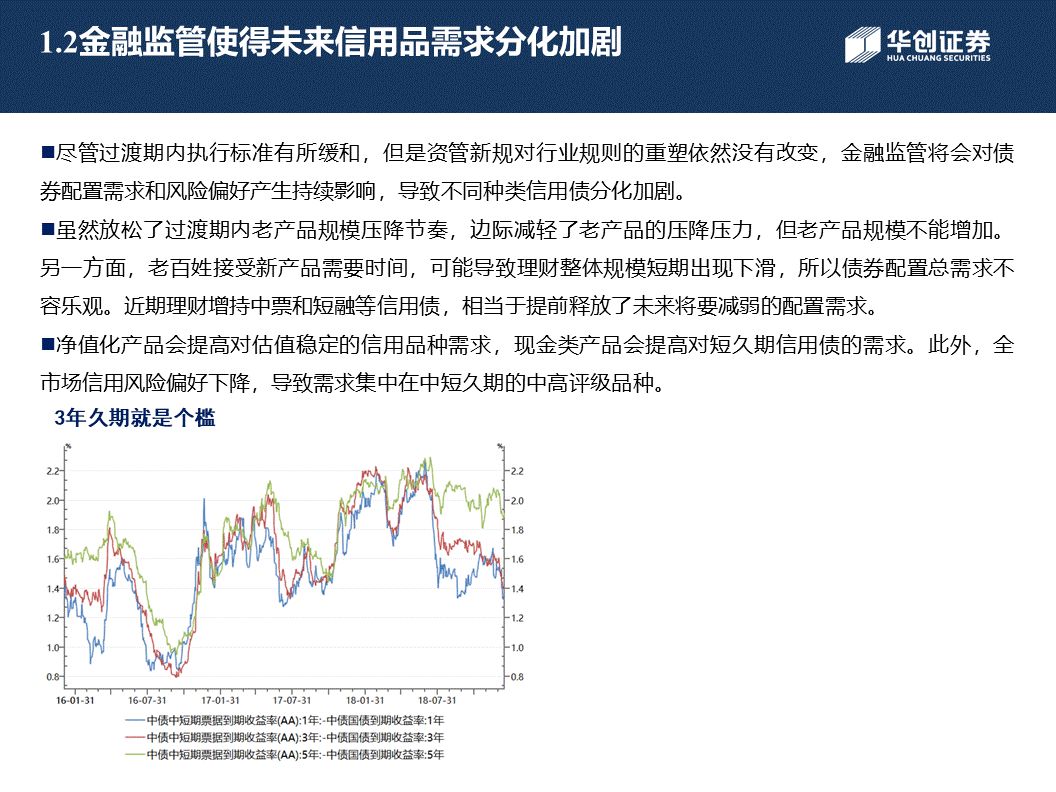 1.2金融监管使得未来信用品需求分化加剧
华创证券
HUA CHUANG SECURITIES
■尽管过渡期内执行标准有所缓和，但是资管新规对行业规则的重塑依然没有改变，金融监管将会对债
券配置需求和风险偏好产生持续影响，导致不同种类信用债分化加剧。
■虽然放松了过渡期内老产品规模压降节奏，边际减轻了老产品的压降压力，但老产品规模不能增加。
另一方面，老百姓接受新产品需要时间，可能导致理财整体规模短期出现下滑，所以债券配置总需求不
容乐观。近期理财增持中票和短融等信用债，相当于提前释放了未来将要减弱的配置需求。
■净值化产品会提高对估值稳定的信用品种需求，现金类产品会提高对短久期信用债的需求。此外，全
市场信用风险偏好下降，导致需求集中在中短久期的中高评级品种。
3年久期就是个槛
% %
2.2 2.2
2.0 2.0
1.8 1.8
1.6 1.6
1.4 1.4
1.2 1.2
1.0 1.0
0.8 0.8
16-01-31 16-07-31 17-01-31 17-07-31 18-01-31 18-07-31
中债中短期票据到期收益率(AA):1年:-中债国债到期收益率:1年
中债中短期票据到期收益率(AA):3年:-中债国债到期收益率:3年
中债中短期票据到期收益率(AA):5年:-中债国债到期收益率:5年